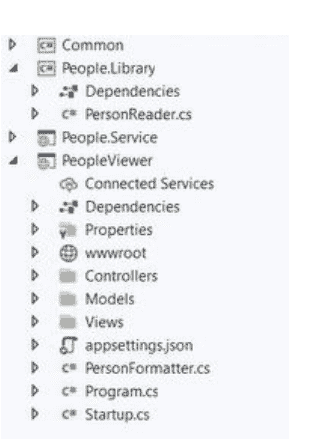 C# Common
C# People.Library
Dependencies
C# PersonReader.cs
People.Service
PeopleViewer
Connected Services
Dependencies
Properties
wwwroot
Controllers
Models
Views
appsettings.json
C# PersonFormatter.cs
C# Program.cs
C# Startup.cs